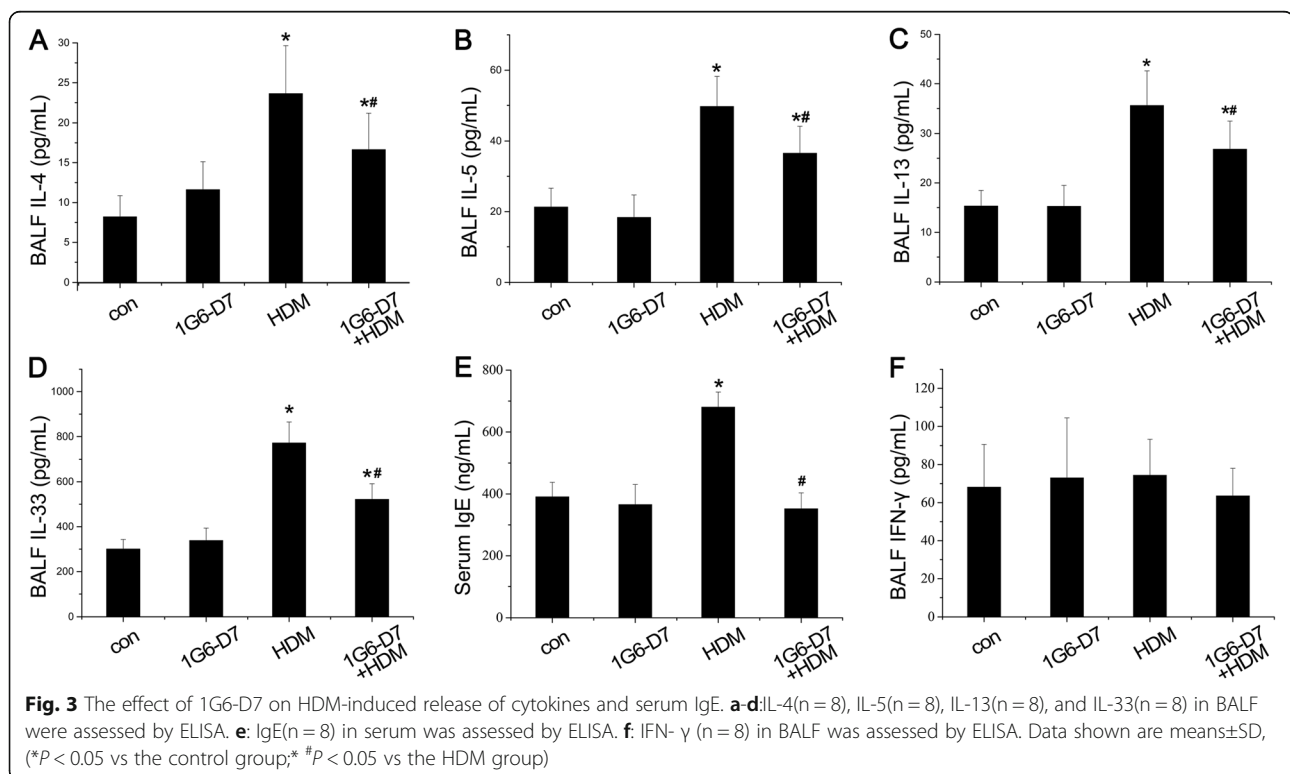 A
BALF IL-4 (pg/mL)
30
25
20
15
10
5
0
*
*#
con
1G6-D7
HDM
1G6-D7
+HDM
B
BALF IL-5 (pg/mL)
60
40
20
0
*
*#
con
1G6-D7
HDM
1G6-D7
+HDM
C
BALF IL-13 (pg/mL)
50
40
30
20
10
0
*
*#
con
1G6-D7
HDM
1G6-D7
+HDM
D
BALF IL-33 (pg/mL)
1000
800
600
400
200
0
*
*#
con
1G6-D7
HDM
1G6-D7
+HDM
E
Serum IgE (ng/mL)
800
600
400
200
0
*
#
con
1G6-D7
HDM
1G6-D7
+HDM
F
BALF IFN-γ (pg/mL)
120
100
80
60
40
20
0
con
1G6-D7
HDM
1G6-D7
+HDM
Fig. 3 The effect of 1G6-D7 on HDM-induced release of cytokines and serum IgE. a-d:IL-4(n = 8), IL-5(n = 8), IL-13(n = 8), and IL-33(n = 8) in BALF
were assessed by ELISA. e: IgE(n = 8) in serum was assessed by ELISA. f: IFN- γ (n = 8) in BALF was assessed by ELISA. Data shown are means±SD,
(*P < 0.05 vs the control group;* #P < 0.05 vs the HDM group)